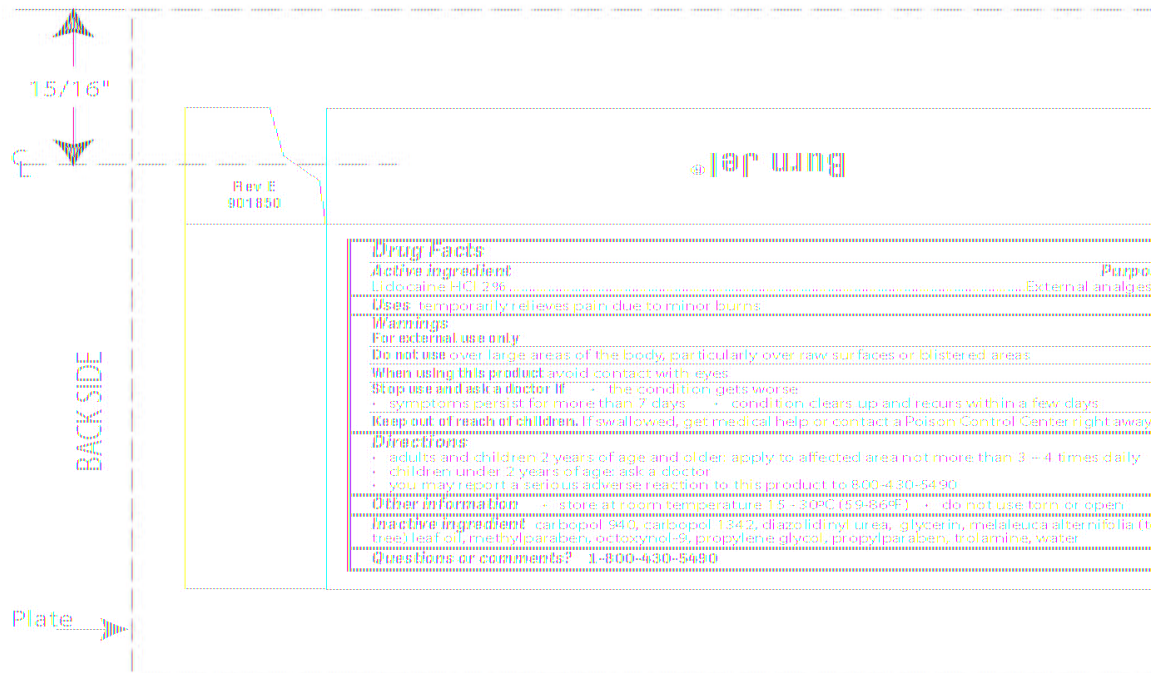 15/16"
CL
Burn Jel®
Rev E
901850
Drug Facts
Active ingredient Purpo
Lidocaine HCl 2% External analges
Uses temporarily relieves pain due to minor burns
Warnings
For external use only
Do not use over large areas of the body, particularly over raw surfaces or blistered areas
When using this product avoid contact with eyes
Stop use and ask a doctor if • the condition gets worse
• symptoms persist for more than 7 days • condition clears up and recurs within a few days
Keep out of reach of children. If swallowed, get medical help or contact a Poison Control Center right away
BACK SIDE
Directions
• adults and children 2 years of age and older: apply to affected area not more than 3 – 4 times daily
• children under 2 years of age: ask a doctor
• you may report a serious adverse reaction to this product to 800-430-5490
Other information • store at room temperature 15 - 30ºC (59-86ºF) • do not use torn or open
Inactive ingredient carbopol 940, carbopol 1342, diazolidinyl urea, glycerin, melaleuca alternifolia (t
tree) leaf oil, methylparaben, octoxynol-9, propylene glycol, propylparaben, trolamine, water
Questions or comments? 1-800-430-5490
Plate